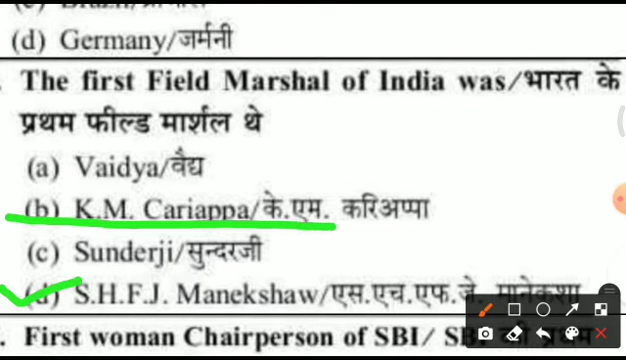 (d) Germany/जर्मनी
The first Field Marshal of India was/भारत के
प्रथम फील्ड मार्शल थे
(a) Vaidya/वैद्य
(b) K.M. Cariappa/के.एम. करिअप्पा
(c) Sunderji/सुन्दरजी
(d) S.H.F.J. Manekshaw/एस.एच.एफ.जे. मानेकशा
. First woman Chairperson of SBI/